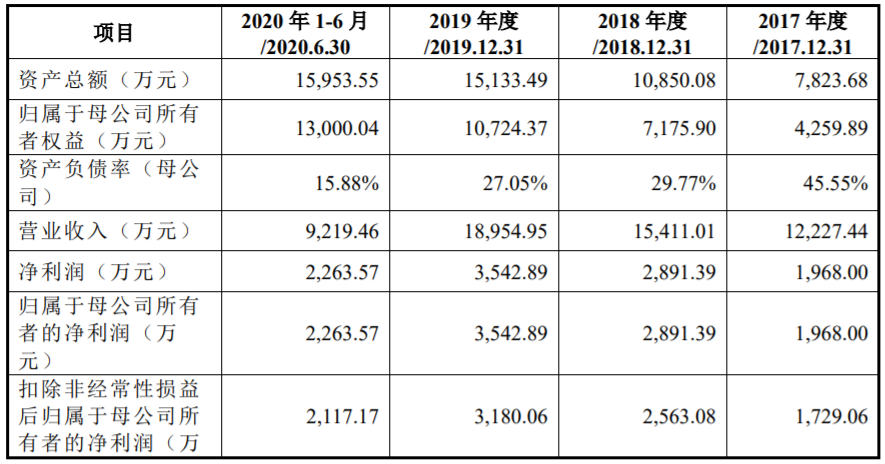 项目 2020 年 1-6 月 2019 年度 2018 年度 2017 年度
/2020.6.30 /2019.12.31 /2018.12.31 /2017.12.31
资产总额（万元） 15,953.55 15,133.49 10,850.08 7,823.68
归属于母公司所有
者权益（万元） 13,000.04 10,724.37 7,175.90 4,259.89
资产负债率（母公
司） 15.88% 27.05% 29.77% 45.55%
营业收入（万元） 9,219.46 18,954.95 15,411.01 12,227.44
净利润（万元） 2,263.57 3,542.89 2,891.39 1,968.00
归属于母公司所有
者的净利润（万 2,263.57 3,542.89 2,891.39 1,968.00
元）
扣除非经常性损益
后归属于母公司所 2,117.17 3,180.06 2,563.08 1,729.06
有者的净利润（万